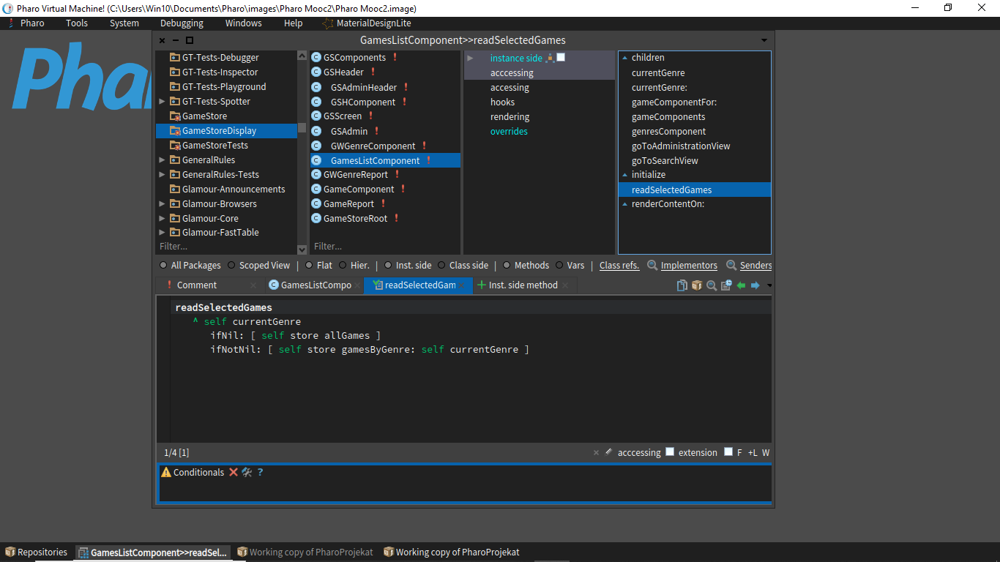 Pharo Virtual Machine! (C:\Users\Win10\Documents\Pharo\images\Pharo Mooc2\Pharo Mooc2.image)
Pharo Tools System Debugging Windows Help MaterialDesignLite
Phar
GamesListComponent>>readSelectedGames
GT-Tests-Debugger
GT-Tests-Inspector
GT-Tests-Playground
GT-Tests-Spotter
GameStore
GameStoreDisplay
GameStoreTests
GeneralRules
GeneralRules-Tests
Glamour-Announcements
Glamour-Browsers
Glamour-Core
Glamour-FastTable
Filter...
GSComponents !
GSHeader !
GSAdminHeader !
GSHComponent !
GSScreen !
GSAdmin !
GWGenreComponent !
GamesListComponent !
GWGenreReport !
GameComponent !
GameReport !
GameStoreRoot !
Filter...
instance side
acccessing
accessing
hooks
rendering
overrides
children
currentGenre
currentGenre:
gameComponentFor:
gameComponents
genresComponent
goToAdministrationView
goToSearchView
initialize
readSelectedGames
renderContentOn:
All Packages Scoped View | Flat Hier. | Inst. side Class side | Methods Vars | Class refs. Implementors Senders
! Comment GamesListCompo readSelectedGam Inst. side method
readSelectedGames
^ self currentGenre
ifNil: [ self store allGames ]
ifNotNil: [ self store gamesByGenre: self currentGenre ]
1/4 [1] acccessing extension F +L W
Conditionals ?
Repositories GamesListComponent>>readSel... Working copy of PharoProjekat Working copy of PharoProjekat